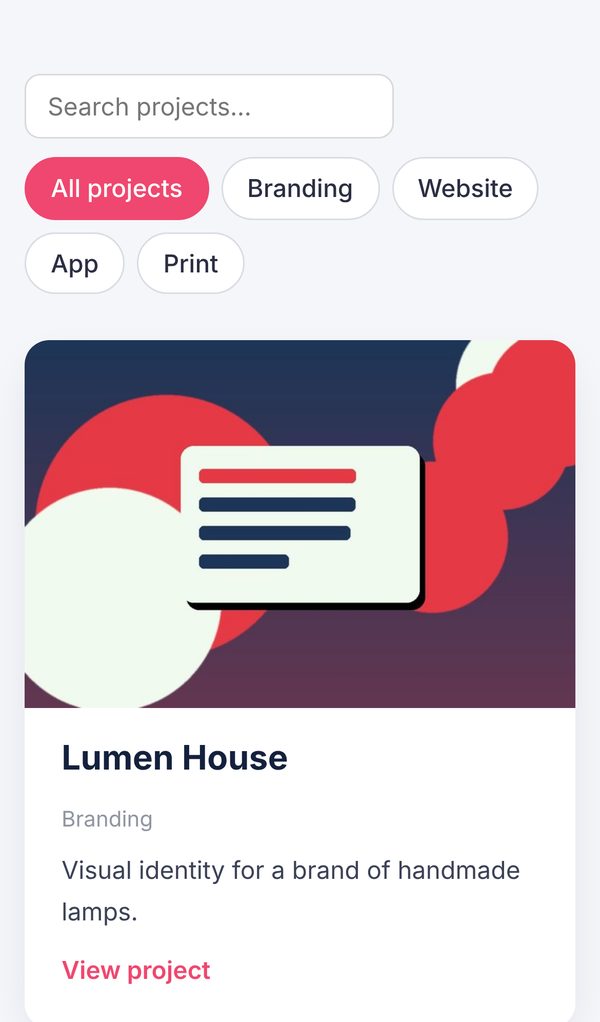 Search projects...
All projects Branding Website
App Print
Lumen House
Branding
Visual identity for a brand of handmade
lamps.
View project